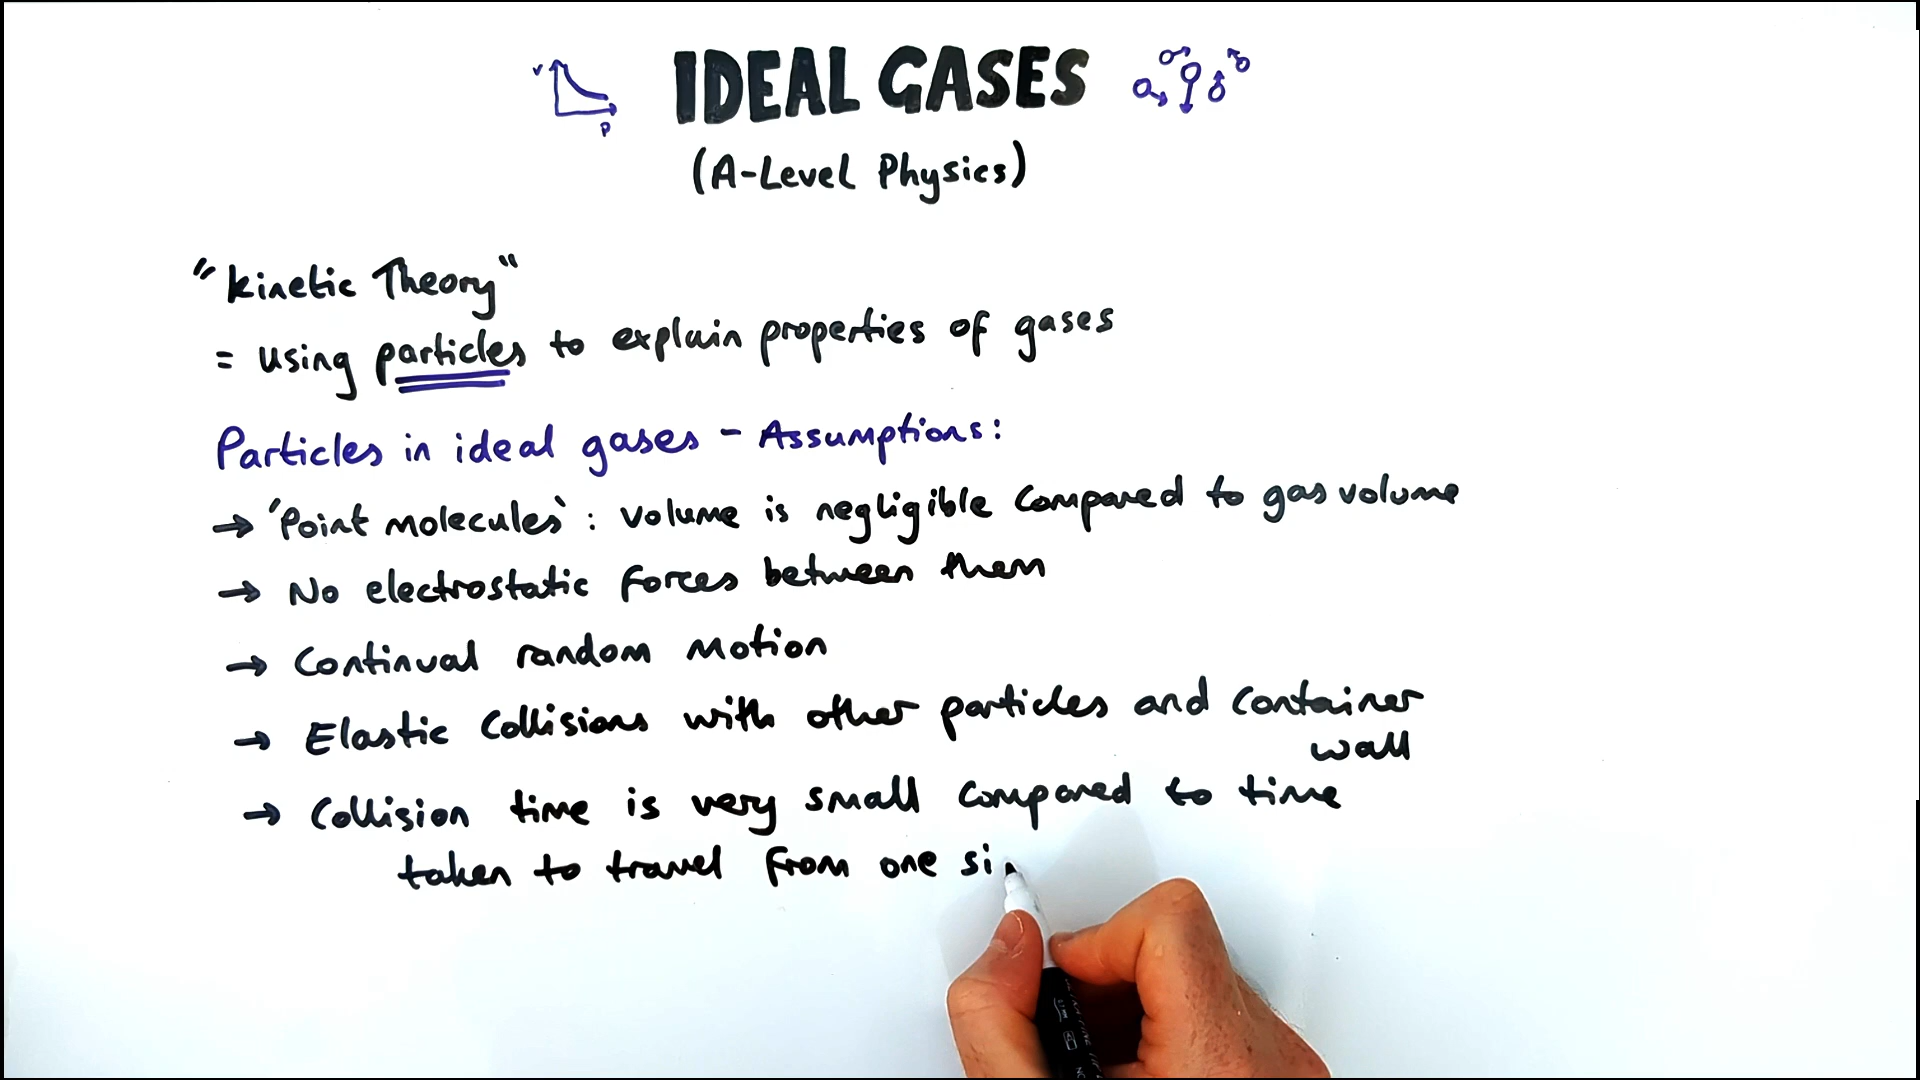 V
P
IDEAL GASES
(A-Level Physics)
"Kinetic Theory"
= using particles to explain properties of gases
Particles in ideal gases - Assumptions:
→ 'Point molecules' : volume is negligible compared to gas volume
→ No electrostatic forces between them
→ Continual random motion
→ Elastic collisions with other particles and container
wall
→ Collision time is very small compared to time
taken to travel from one si